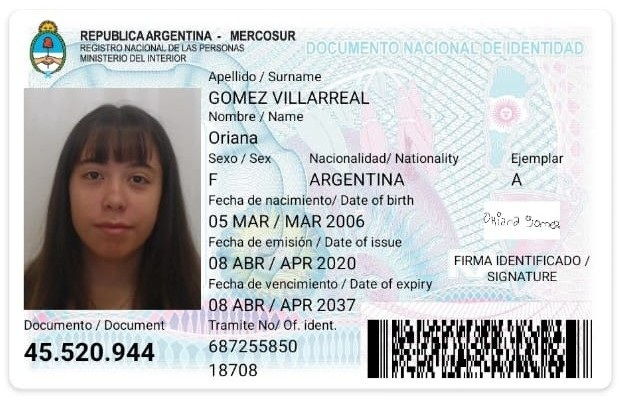 REPUBLICA ARGENTINA - MERCOSUR
REGISTRO NACIONAL DE LAS PERSONAS
MINISTERIO DEL INTERIOR
DOCUMENTO NACIONAL DE IDENTIDAD
Apellido / Surname
GOMEZ VILLARREAL
Nombre / Name
Oriana
Sexo / Sex Nacionalidad/ Nationality Ejemplar
F ARGENTINA A
Fecha de nacimiento/ Date of birth
05 MAR / MAR 2006
Oriana gomez
Fecha de emisión / Date of issue
08 ABR / APR 2020
FIRMA IDENTIFICADO /
SIGNATURE
Fecha de vencimiento / Date of expiry
08 ABR / APR 2037
Documento / Document
45.520.944
Tramite No/ Of. ident.
687255850
18708